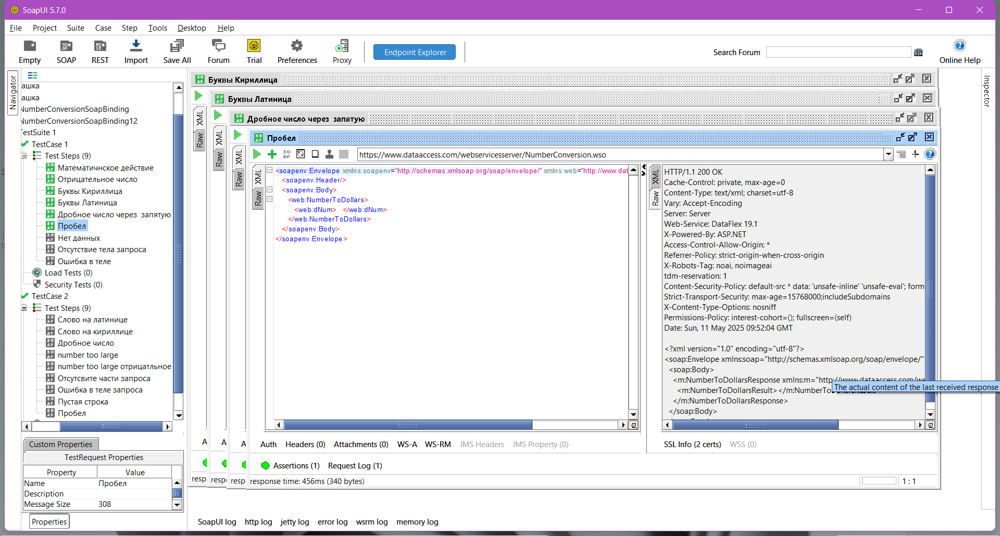 SoapUI 5.7.0
File Project Suite Case Step Tools Desktop Help
Empty SOAP REST Import Save All Forum Trial Preferences Proxy Endpoint Explorer Search Forum Online Help
Navigator
ашка
ашка
NumberConversionSoapBinding
NumberConversionSoapBinding12
TestSuite 1
TestCase 1
Test Steps (9)
Математичнское действие
Отрицательное число
Буквы Кириллица
Буквы Латиница
Дробное число через  запятую
Пробел
Нет данных
Отсутствие тела запроса
Ошибка в теле
Load Tests (0)
Security Tests (0)
TestCase 2
Test Steps (9)
Слово на латинице
Слово на кириллице
Дробное число
number too large
number too large отрицатльное
Отсутсвите части запроса
Ошибка в теле запроса
Пустая строка
Пробел
Custom Properties
TestRequest Properties
Property Value
Name Пробел
Description
Message Size 308
Properties
Буквы Кириллица
XML
Raw
Буквы Латиница
XML
Raw
Дробное число через  запятую
XML
Raw
Пробел
https://www.dataaccess.com/webservicesserver/NumberConversion.wso
XML
Raw
<soapenv:Envelope xmlns:soapenv="http://schemas.xmlsoap.org/soap/envelope/" xmlns:web="http://www.dat
<soapenv:Header/>
<soapenv:Body>
<web:NumberToDollars>
<web:dNum>   </web:dNum>
</web:NumberToDollars>
</soapenv:Body>
</soapenv:Envelope>
XML
Raw
HTTP/1.1 200 OK
Cache-Control: private, max-age=0
Content-Type: text/xml; charset=utf-8
Vary: Accept-Encoding
Server: Server
Web-Service: DataFlex 19.1
X-Powered-By: ASP.NET
Access-Control-Allow-Origin: *
Referrer-Policy: strict-origin-when-cross-origin
X-Robots-Tag: noai, noimageai
tdm-reservation: 1
Content-Security-Policy: default-src * data: 'unsafe-inline' 'unsafe-eval'; form
Strict-Transport-Security: max-age=15768000;includeSubdomains
X-Content-Type-Options: nosniff
Permissions-Policy: interest-cohort=(); fullscreen=(self)
Date: Sun, 11 May 2025 09:52:04 GMT
<?xml version="1.0" encoding="utf-8"?>
<soap:Envelope xmlns:soap="http://schemas.xmlsoap.org/soap/envelope/"
<soap:Body>
<m:NumberToDollarsResponse xmlns:m="http://www.dataaccess.com/we
The actual content of the last received response
<m:NumberToDollarsResult></m:NumberTo
</m:NumberToDollarsResponse>
</soap:Body>
Auth Headers (0) Attachments (0) WS-A WS-RM JMS Headers JMS Property (0)
SSL Info (2 certs) WSS (0)
A A A
Assertions (1) Request Log (1)
resp resp resp response time: 456ms (340 bytes) 1 : 1
SoapUI log http log jetty log error log wsrm log memory log
Inspector